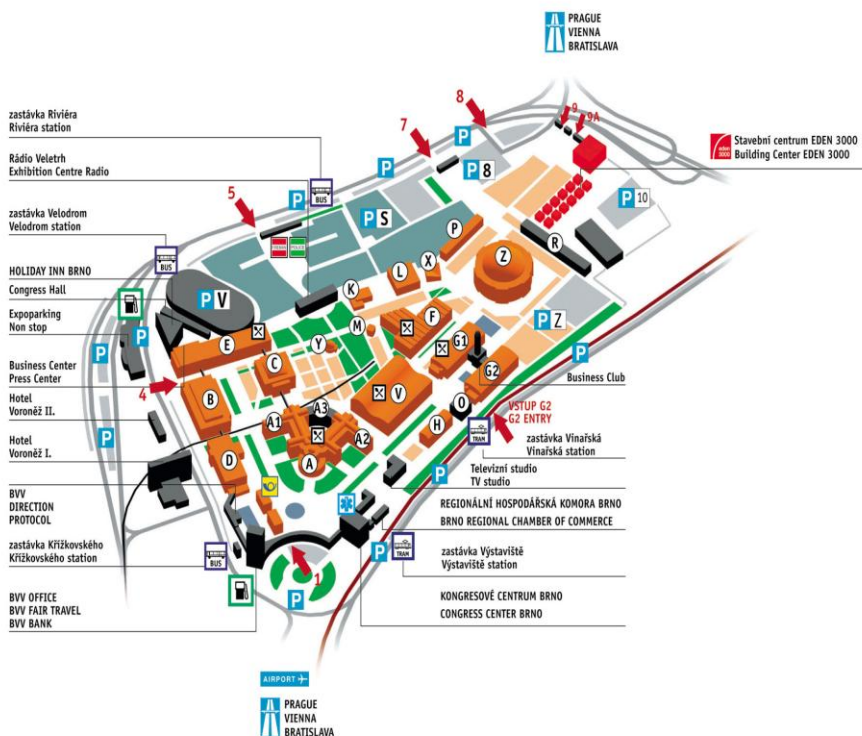 PRAGUE
VIENNA
BRATISLAVA
zastávka Riviéra
Riviéra station
Rádio Veletrh
Exhibition Centre Radio
zastávka Velodrom
Velodrom station
HOLIDAY INN BRNO
Congress Hall
Expoparking
Non stop
Business Center
Press Center
Hotel
Voroněž II.
Hotel
Voroněž I.
BVV
DIRECTION
PROTOCOL
zastávka Křížkovského
Křížkovského station
BVV OFFICE
BVV FAIR TRAVEL
BVV BANK
8
9
9A
7
5
4
1
Stavební centrum EDEN 3000
Building Center EDEN 3000
eden
3000
P 8
P 10
P S
P V
P Z
P
P
P
P
P
P
P
P
P
P
P
BUS
BUS
BUS
TRAM
TRAM
P
R
Z
X
L
K
M
F
G1
G2
E
Y
C
B
V
A3
A1
A2
A
D
H
O
Business Club
VSTUP G2
G2 ENTRY
zastávka Vinařská
Vinařská station
Televizní studio
TV studio
REGIONÁLNÍ HOSPODÁŘSKÁ KOMORA BRNO
BRNO REGIONAL CHAMBER OF COMMERCE
zastávka Výstaviště
Výstaviště station
KONGRESOVÉ CENTRUM BRNO
CONGRESS CENTER BRNO
AIRPORT
PRAGUE
VIENNA
BRATISLAVA